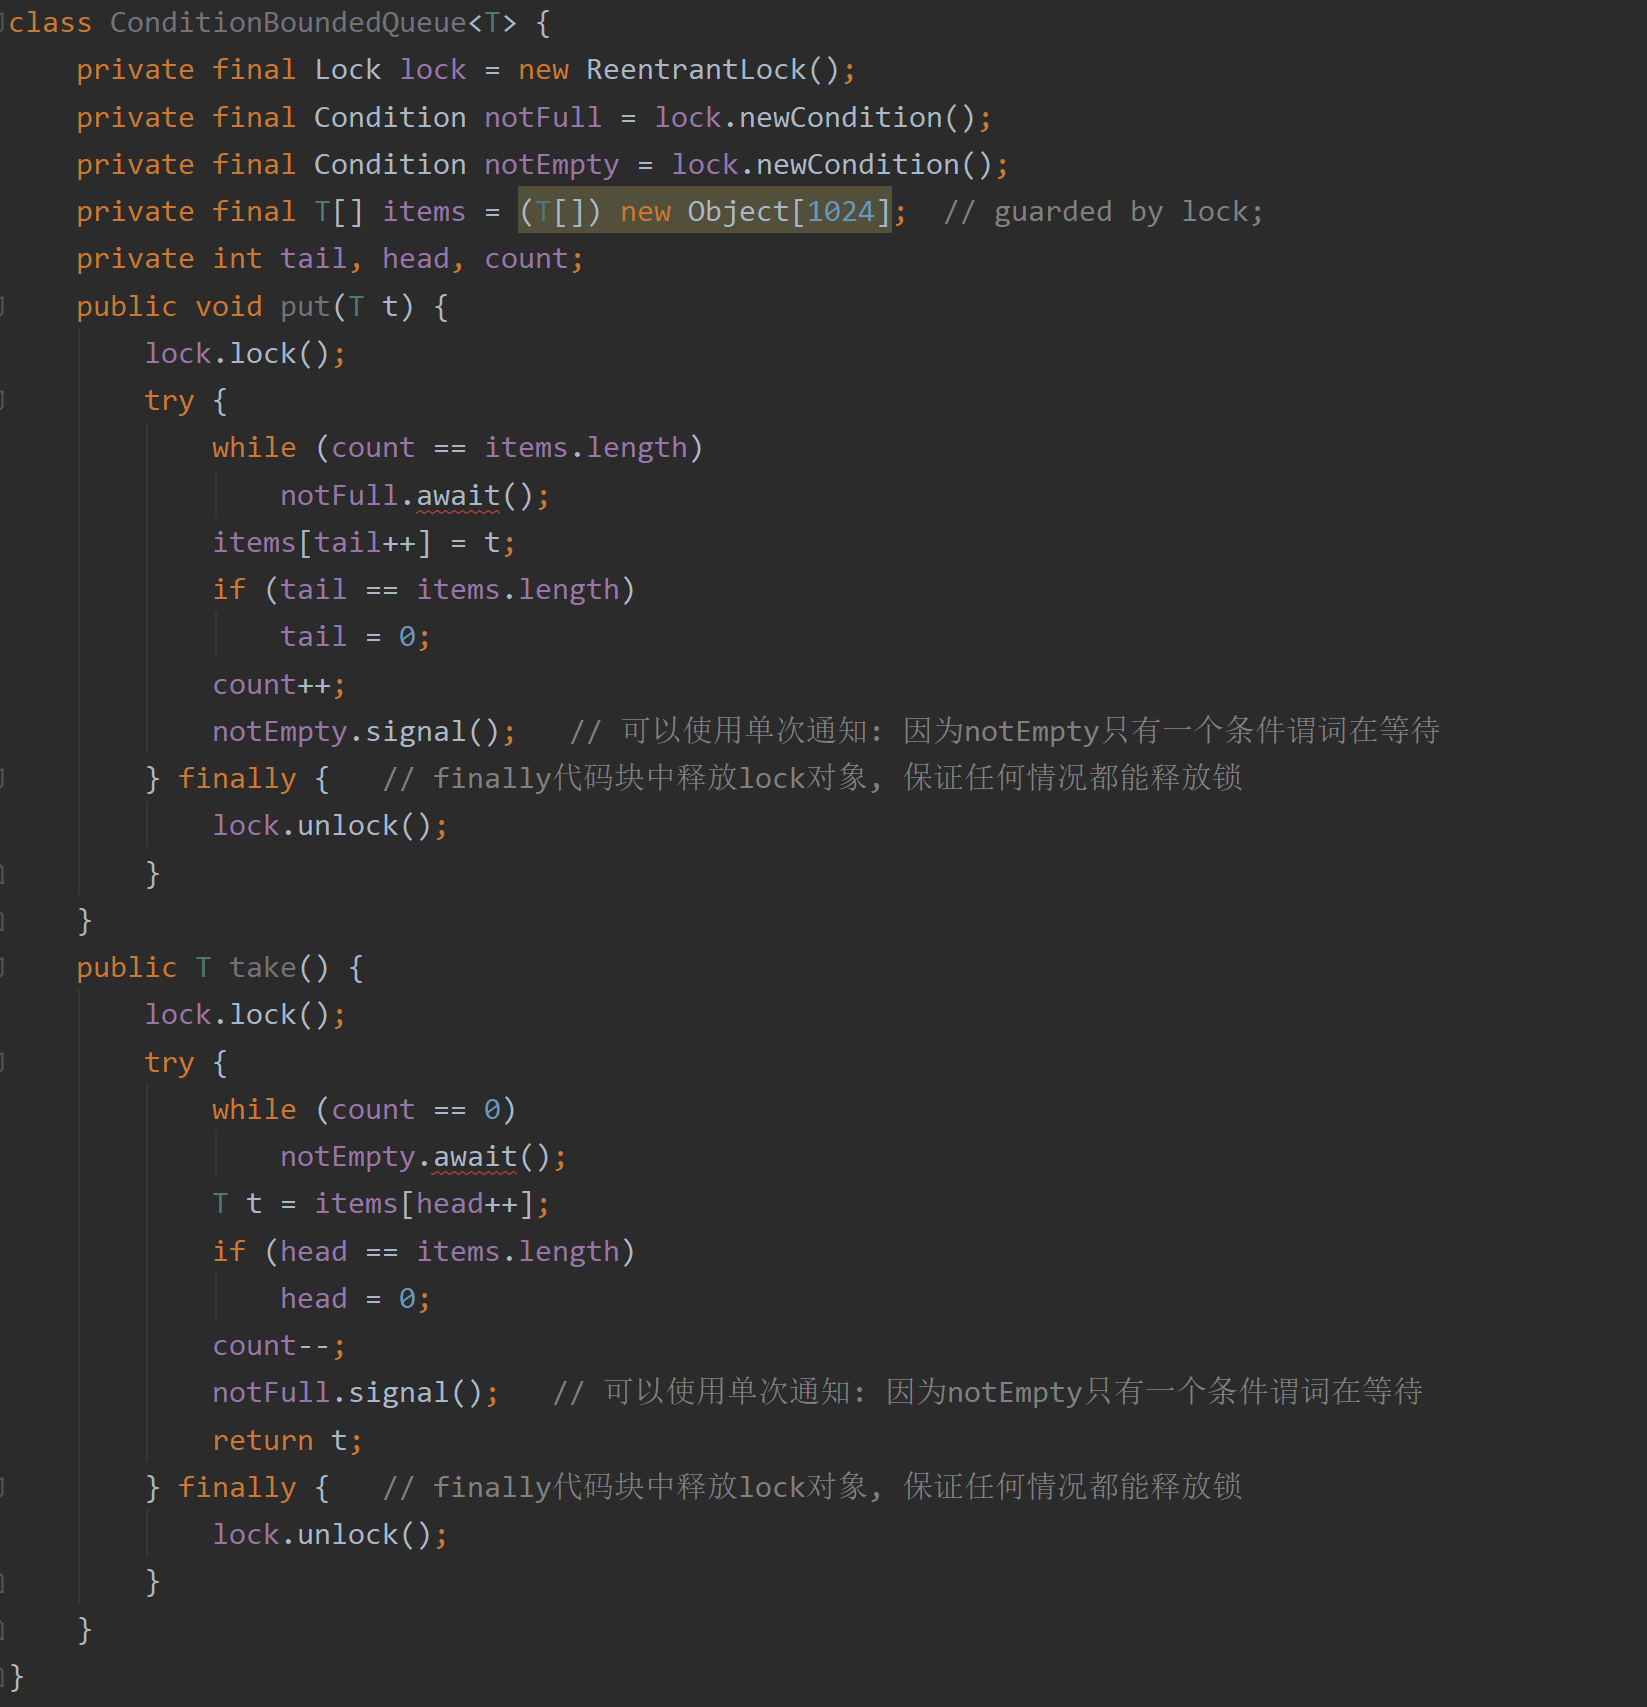 class ConditionBoundedQueue<T> {
    private final Lock lock = new ReentrantLock();
    private final Condition notFull = lock.newCondition();
    private final Condition notEmpty = lock.newCondition();
    private final T[] items = (T[]) new Object[1024];  // guarded by lock;
    private int tail, head, count;
    public void put(T t) {
        lock.lock();
        try {
            while (count == items.length)
                notFull.await();
            items[tail++] = t;
            if (tail == items.length)
                tail = 0;
            count++;
            notEmpty.signal();   // 可以使用单次通知: 因为notEmpty只有一个条件谓词在等待
        } finally {   // finally代码块中释放lock对象, 保证任何情况都能释放锁
            lock.unlock();
        }
    }
    public T take() {
        lock.lock();
        try {
            while (count == 0)
                notEmpty.await();
            T t = items[head++];
            if (head == items.length)
                head = 0;
            count--;
            notFull.signal();   // 可以使用单次通知: 因为notEmpty只有一个条件谓词在等待
            return t;
        } finally {   // finally代码块中释放lock对象, 保证任何情况都能释放锁
            lock.unlock();
        }
    }
}